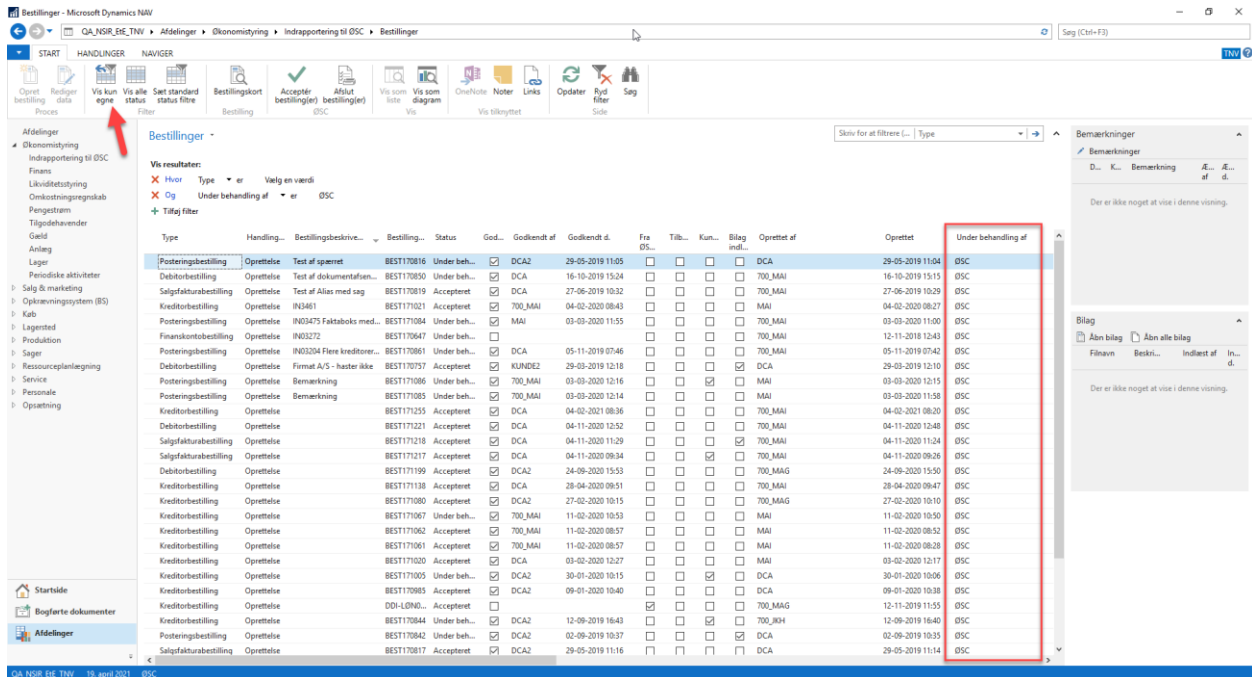 Bestillinger - Microsoft Dynamics NAV
QA_NSIR_EtE_TNV ▸ Afdelinger ▸ Økonomistyring ▸ Indrapportering til ØSC ▸ Bestillinger
Søg (Ctrl+F3)
START HANDLINGER NAVIGER
TNV
Opret bestilling
Rediger data
Vis kun egne
Vis alle status
Sæt standard status filtre
Bestillingskort
Acceptér bestilling(er)
Afslut bestilling(er)
Vis som liste
Vis som diagram
OneNote
Noter
Links
Opdater
Ryd filter
Søg
Proces Filter Bestilling ØSC Vis Vis tilknyttet Side
Afdelinger
Økonomistyring
Indrapportering til ØSC
Finans
Likviditetsstyring
Omkostningsregnskab
Pengestrøm
Tilgodehavender
Gæld
Anlæg
Lager
Periodiske aktiviteter
Salg & marketing
Opkrævningssystem (BS)
Køb
Lagersted
Produktion
Sager
Ressourceplanlægning
Service
Personale
Opsætning
Startside
Bogførte dokumenter
Afdelinger
Bestillinger
Skriv for at filtrere (... Type
Vis resultater:
Hvor Type er Vælg en værdi
Og Under behandling af er ØSC
Tilføj filter
Type Handling... Bestillingsbeskrive... Bestilling... Status God... Godkendt af Godkendt d. Fra ØS... Tilb... Kun... Bilag indl... Oprettet af Oprettet Under behandling af
Posteringsbestilling Oprettelse Test af spærret BEST170816 Under beh... DCA2 29-05-2019 11:05 DCA 29-05-2019 11:04 ØSC
Debitorbestilling Oprettelse Test af dokumentafsen... BEST170850 Under beh... DCA 16-10-2019 15:24 700_MAI 16-10-2019 15:15 ØSC
Salgsfakturabestilling Oprettelse Test af Alias med sag BEST170819 Accepteret DCA 27-06-2019 10:32 700_MAI 27-06-2019 10:29 ØSC
Kreditorbestilling Oprettelse IN3461 BEST171021 Accepteret 700_MAI 04-02-2020 08:43 MAI 04-02-2020 08:27 ØSC
Posteringsbestilling Oprettelse IN03475 Faktaboks med... BEST171084 Under beh... MAI 03-03-2020 11:55 700_MAI 03-03-2020 11:00 ØSC
Finanskontobestilling Oprettelse IN03272 BEST170647 Under beh... 700_MAI 12-11-2018 12:43 ØSC
Posteringsbestilling Oprettelse IN03204 Flere kreditorer... BEST170861 Under beh... DCA 05-11-2019 07:46 700_MAI 05-11-2019 07:42 ØSC
Debitorbestilling Oprettelse Firmat A/S - haster ikke BEST170757 Accepteret KUNDE2 29-03-2019 12:18 DCA 29-03-2019 12:10 ØSC
Posteringsbestilling Oprettelse Bemærkning BEST171086 Under beh... 700_MAI 03-03-2020 12:16 MAI 03-03-2020 12:15 ØSC
Posteringsbestilling Oprettelse Bemærkning BEST171085 Under beh... 700_MAI 03-03-2020 12:14 MAI 03-03-2020 11:58 ØSC
Kreditorbestilling Oprettelse BEST171255 Accepteret DCA 04-02-2021 08:36 700_MAI 04-02-2021 08:20 ØSC
Debitorbestilling Oprettelse BEST171221 Accepteret DCA 04-11-2020 12:52 700_MAI 04-11-2020 12:48 ØSC
Salgsfakturabestilling Oprettelse BEST171218 Accepteret DCA 04-11-2020 11:29 700_MAI 04-11-2020 11:24 ØSC
Salgsfakturabestilling Oprettelse BEST171217 Accepteret DCA 04-11-2020 09:34 700_MAI 04-11-2020 09:26 ØSC
Debitorbestilling Oprettelse BEST171199 Accepteret DCA2 24-09-2020 15:53 700_MAG 24-09-2020 15:50 ØSC
Kreditorbestilling Oprettelse BEST171138 Accepteret DCA 28-04-2020 09:51 700_MAI 28-04-2020 09:47 ØSC
Kreditorbestilling Oprettelse BEST171080 Accepteret DCA2 27-02-2020 10:15 700_MAG 27-02-2020 10:10 ØSC
Kreditorbestilling Oprettelse BEST171067 Under beh... 700_MAI 11-02-2020 10:53 MAI 11-02-2020 10:50 ØSC
Kreditorbestilling Oprettelse BEST171062 Accepteret 700_MAI 11-02-2020 08:57 MAI 11-02-2020 08:52 ØSC
Kreditorbestilling Oprettelse BEST171061 Accepteret 700_MAI 11-02-2020 08:57 MAI 11-02-2020 08:28 ØSC
Kreditorbestilling Oprettelse BEST171020 Accepteret DCA 03-02-2020 12:27 MAI 03-02-2020 12:17 ØSC
Kreditorbestilling Oprettelse BEST171005 Under beh... DCA2 30-01-2020 10:15 DCA 30-01-2020 10:06 ØSC
Kreditorbestilling Oprettelse BEST170985 Accepteret DCA2 09-01-2020 10:40 DCA 09-01-2020 10:38 ØSC
Kreditorbestilling Oprettelse DDI-LØN0... Accepteret 700_MAG 12-11-2019 11:55 ØSC
Kreditorbestilling Oprettelse BEST170844 Under beh... DCA2 12-09-2019 16:43 700_JKH 12-09-2019 16:40 ØSC
Posteringsbestilling Oprettelse BEST170842 Under beh... DCA2 02-09-2019 10:37 DCA 02-09-2019 10:35 ØSC
Salgsfakturabestilling Oprettelse BEST170817 Accepteret DCA2 29-05-2019 11:16 DCA 29-05-2019 11:14 ØSC
Bemærkninger
Bemærkninger
D... K... Bemærkning Æ... af Æ... d.
Der er ikke noget at vise i denne visning.
Bilag
Åbn bilag Åbn alle bilag
Filnavn Beskri... Indlæst af In... d.
Der er ikke noget at vise i denne visning.
QA_NSIR_EtE_TNV 19. april 2021 ØSC